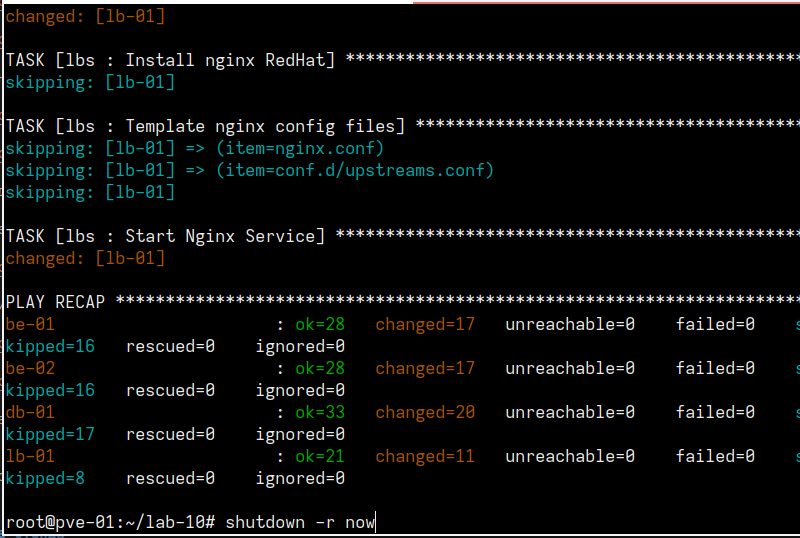 changed: [lb-01]
TASK [lbs : Install nginx RedHat] **********************************************
skipping: [lb-01]
TASK [lbs : Template nginx config files] ***************************************
skipping: [lb-01] => (item=nginx.conf)
skipping: [lb-01] => (item=conf.d/upstreams.conf)
skipping: [lb-01]
TASK [lbs : Start Nginx Service] ***********************************************
changed: [lb-01]
PLAY RECAP *********************************************************************
be-01                      : ok=28   changed=17   unreachable=0    failed=0    s
kipped=16   rescued=0    ignored=0
be-02                      : ok=28   changed=17   unreachable=0    failed=0    s
kipped=16   rescued=0    ignored=0
db-01                      : ok=33   changed=20   unreachable=0    failed=0    s
kipped=17   rescued=0    ignored=0
lb-01                      : ok=21   changed=11   unreachable=0    failed=0    s
kipped=8    rescued=0    ignored=0
root@pve-01:~/lab-10# shutdown -r now